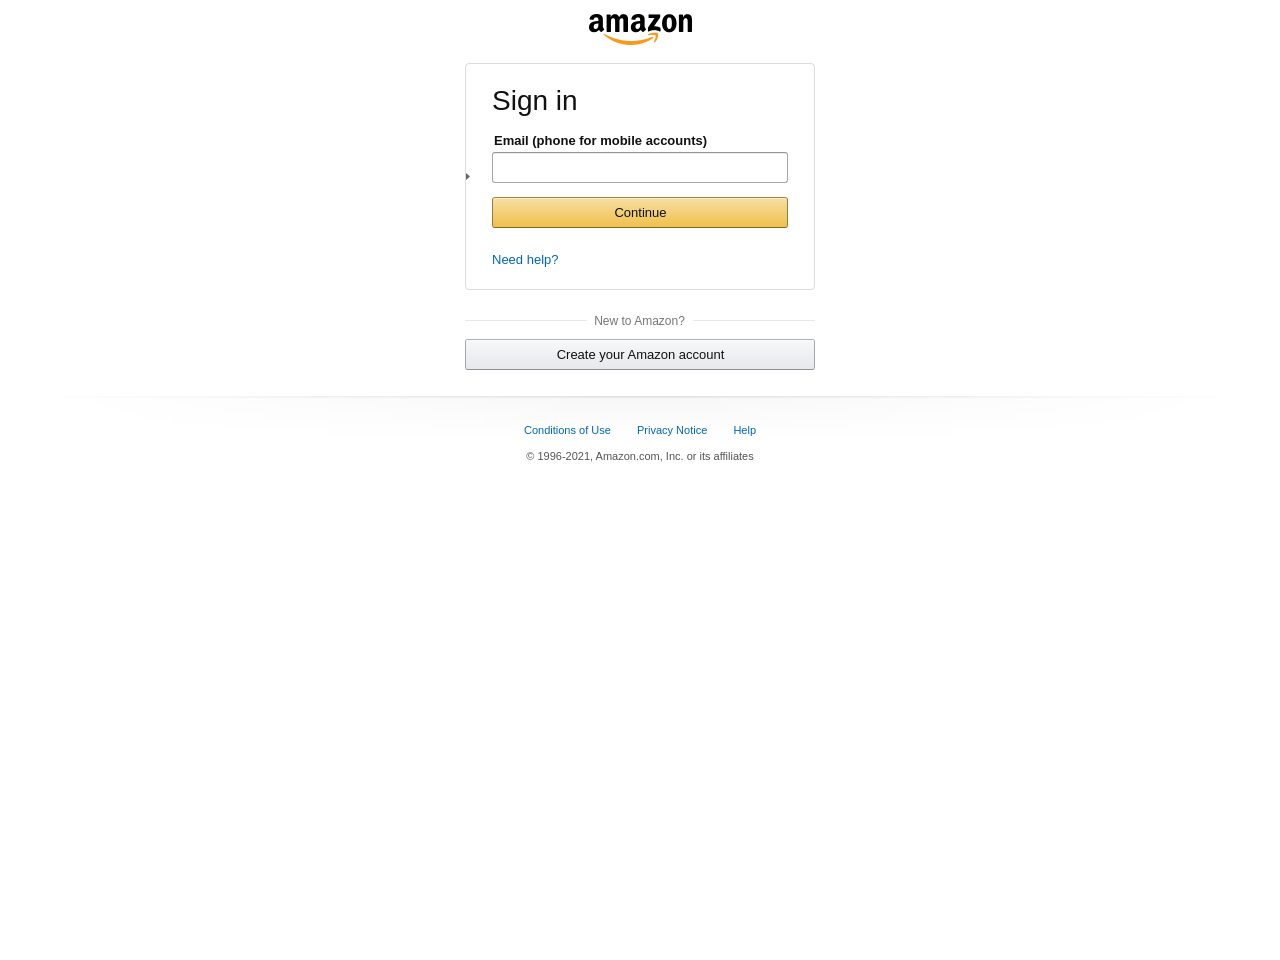 amazon
Sign in
Email (phone for mobile accounts)
Continue
Need help?
New to Amazon?
Create your Amazon account
Conditions of Use Privacy Notice Help
© 1996-2021, Amazon.com, Inc. or its affiliates